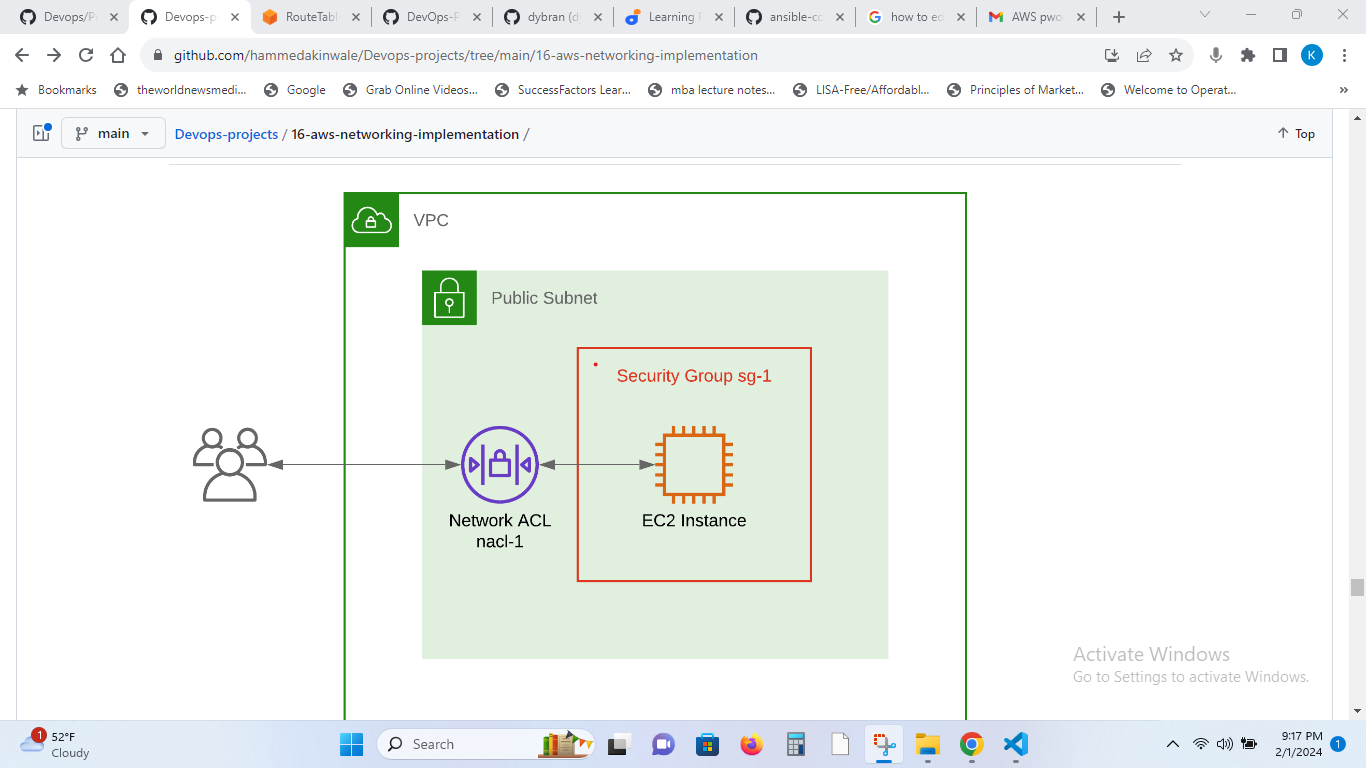 Devops/P
Devops-p
RouteTabl
DevOps-P
dybran (d
Learning
ansible-co
how to ed
AWS pwo
github.com/hammedakinwale/Devops-projects/tree/main/16-aws-networking-implementation
K
Bookmarks
theworldnewsmedi...
Google
Grab Online Videos...
SuccessFactors Lear...
mba lecture notes...
LISA-Free/Affordabl...
Principles of Market...
Welcome to Operat...
»
main
Devops-projects / 16-aws-networking-implementation /
Top
VPC
Public Subnet
Security Group sg-1
Network ACL
nacl-1
EC2 Instance
Activate Windows
Go to Settings to activate Windows.
1
52°F
Cloudy
Search
9:17 PM
2/1/2024
1